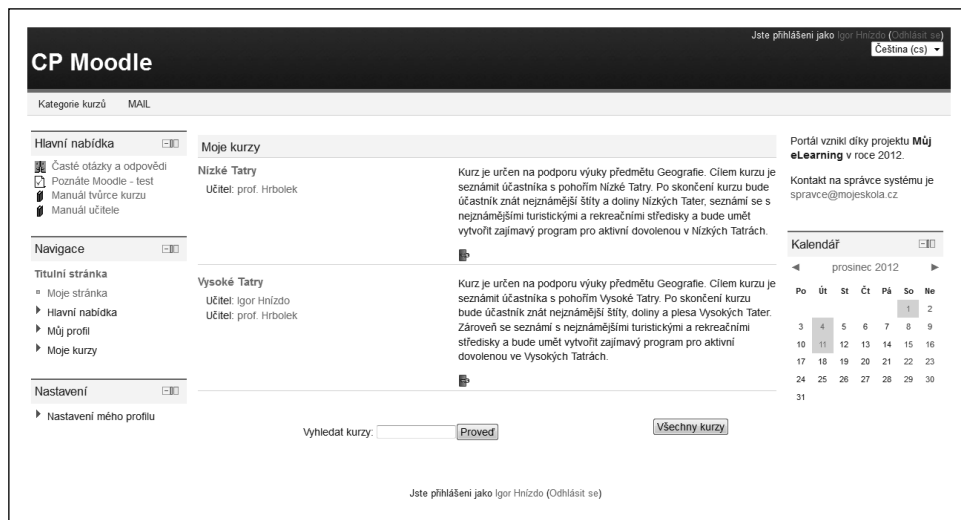 Jste přihlášeni jako Igor Hnízdo (Odhlásit se)
Čeština (cs)
CP Moodle
Kategorie kurzů MAIL
Hlavní nabídka
Časté otázky a odpovědi
Poznáte Moodle - test
Manuál tvůrce kurzu
Manuál učitele
Navigace
Titulní stránka
Moje stránka
Hlavní nabídka
Můj profil
Moje kurzy
Nastavení
Nastavení mého profilu
Moje kurzy
Nízké Tatry
Učitel: prof. Hrbolek
Kurz je určen na podporu výuky předmětu Geografie. Cílem kurzu je
seznámit účastníka s pohořím Nízké Tatry. Po skončení kurzu bude
účastník znát nejznámější štíty a doliny Nízkých Tater, seznámí se s
nejznámějšími turistickými a rekreačními středisky a bude umět
vytvořit zajímavý program pro aktivní dovolenou v Nízkých Tatrách.
Vysoké Tatry
Učitel: Igor Hnízdo
Učitel: prof. Hrbolek
Kurz je určen na podporu výuky předmětu Geografie. Cílem kurzu je
seznámit účastníka s pohořím Vysoké Tatry. Po skončení kurzu
bude účastník znát nejznámější štíty, doliny a plesa Vysokých Tater.
Zároveň se seznámí s nejznámějšími turistickými a rekreačními
středisky a bude umět vytvořit zajímavý program pro aktivní
dovolenou ve Vysokých Tatrách.
Vyhledat kurzy: Proveď
Všechny kurzy
Portál vznikl díky projektu Můj
eLearning v roce 2012.
Kontakt na správce systému je
spravce@mojeskola.cz
Kalendář
◄ prosinec 2012 ►
Po Út St Čt Pá So Ne
1 2
3 4 5 6 7 8 9
10 11 12 13 14 15 16
17 18 19 20 21 22 23
24 25 26 27 28 29 30
31
Jste přihlášeni jako Igor Hnízdo (Odhlásit se)